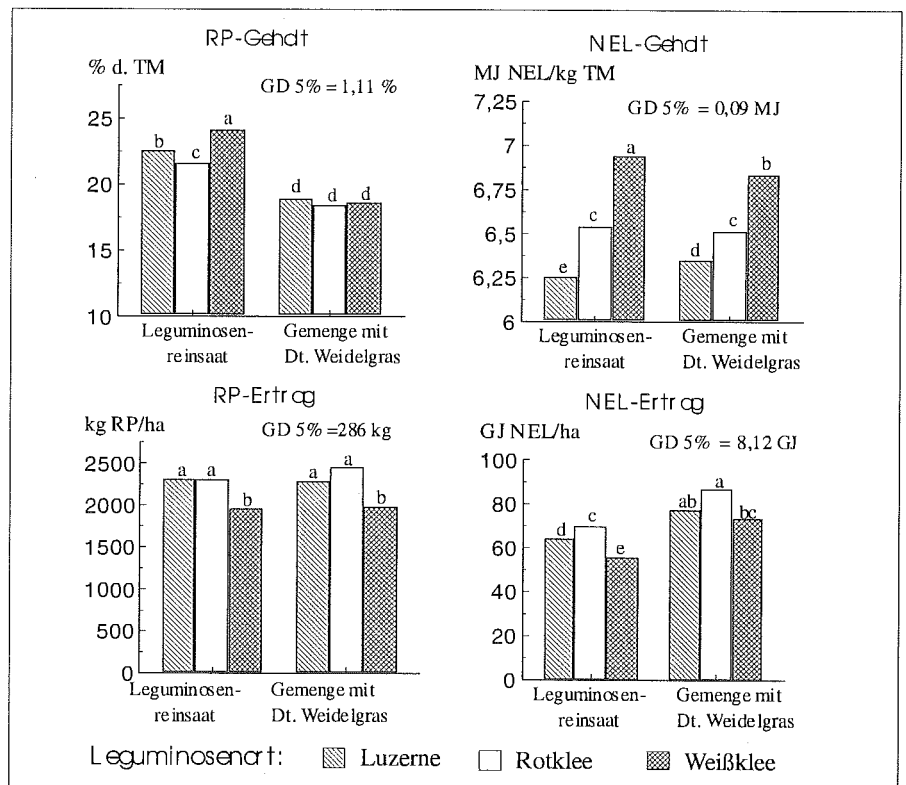 RP-Gehalt
% d. TM
GD 5% = 1,11 %
25
20
15
10
b
c
a
d
d
d
Leguminosen-
reinsaat
Gemenge mit
Dt. Weidelgras
NEL-Gehalt
MJ NEL/kg TM
7,25
GD 5% = 0,09 MJ
7
6,75
6,5
6,25
6
e
c
a
d
c
b
Leguminosen-
reinsaat
Gemenge mit
Dt. Weidelgras
RP-Ertrag
kg RP/ha
GD 5% =286 kg
2500
2000
1500
1000
500
0
a
a
b
a
a
b
Leguminosen-
reinsaat
Gemenge mit
Dt. Weidelgras
NEL-Ertrag
GJ NEL/ha
GD 5% = 8,12 GJ
100
80
60
40
20
0
d
c
e
ab
a
bc
Leguminosen-
reinsaat
Gemenge mit
Dt. Weidelgras
Leguminosenart: Luzerne Rotklee Weißklee